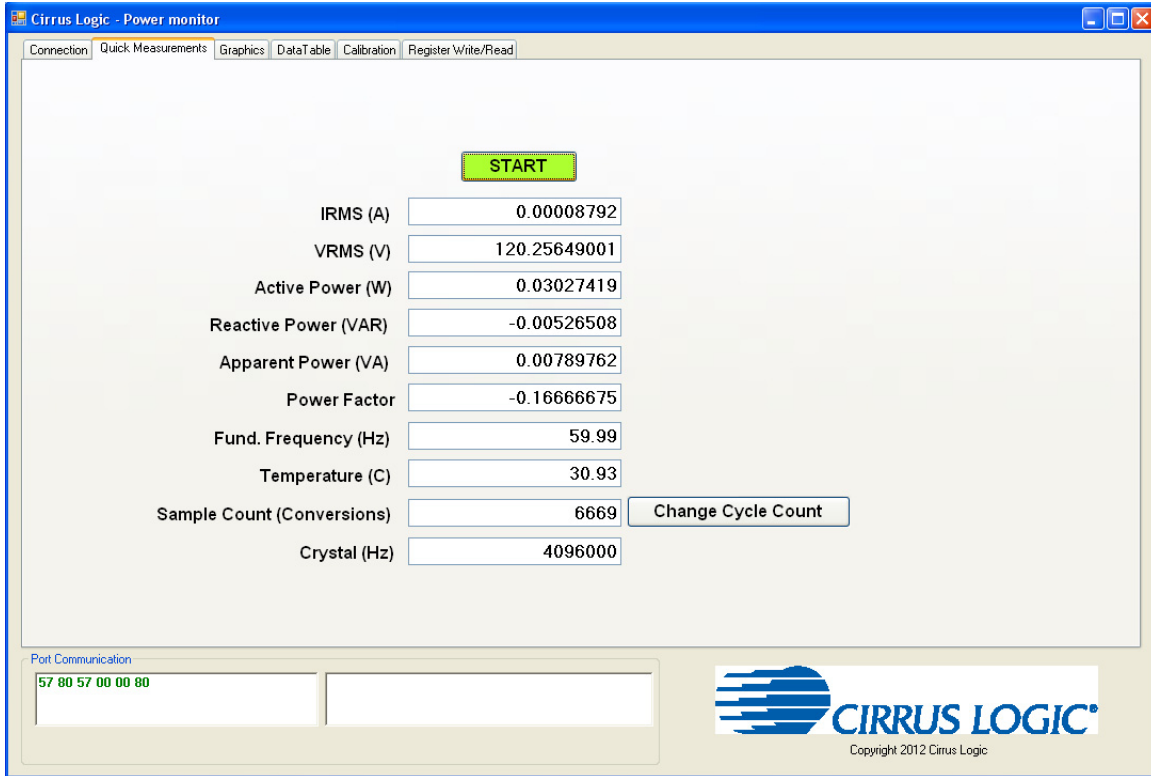 Cirrus Logic - Power monitor
Connection Quick Measurements Graphics DataTable Calibration Register Write/Read
START
IRMS (A) 0.00008792
VRMS (V) 120.25649001
Active Power (W) 0.03027419
Reactive Power (VAR) -0.00526508
Apparent Power (VA) 0.00789762
Power Factor -0.16666675
Fund. Frequency (Hz) 59.99
Temperature (C) 30.93
Sample Count (Conversions) 6669 Change Cycle Count
Crystal (Hz) 4096000
Port Communication
57 80 57 00 00 80
CIRRUS LOGIC®
Copyright 2012 Cirrus Logic